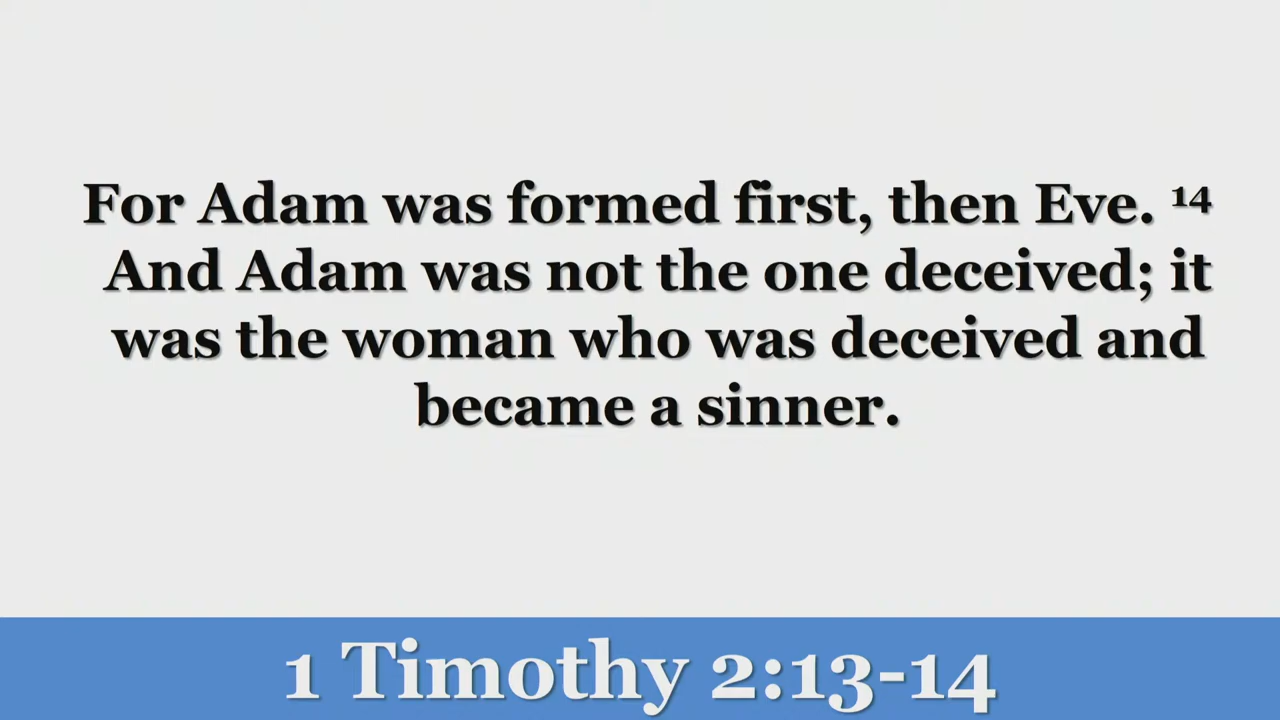 For Adam was formed first, then Eve. 14
And Adam was not the one deceived; it
was the woman who was deceived and
became a sinner.
1 Timothy 2:13-14